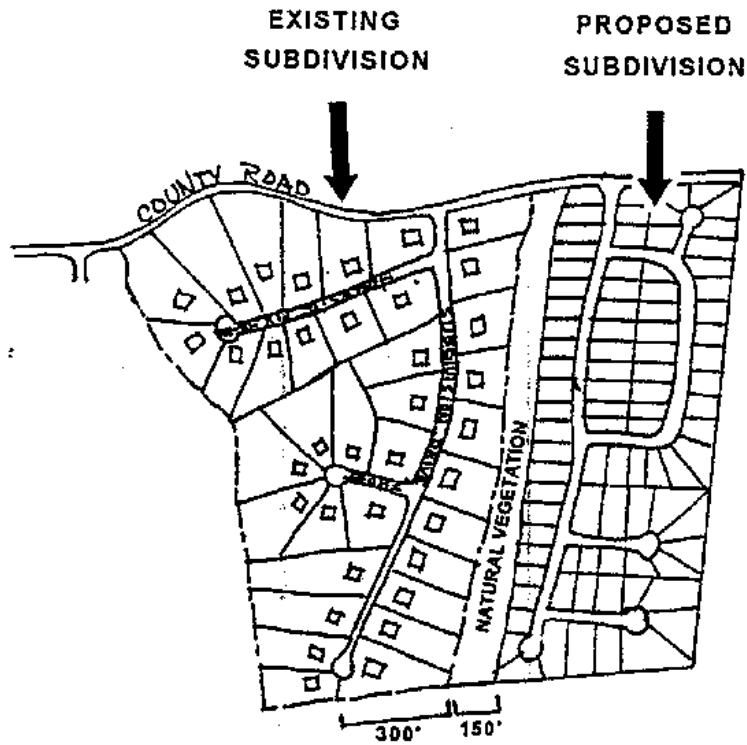 EXISTING
SUBDIVISION
PROPOSED
SUBDIVISION
COUNTY ROAD
NATURAL VEGETATION
300'
150'